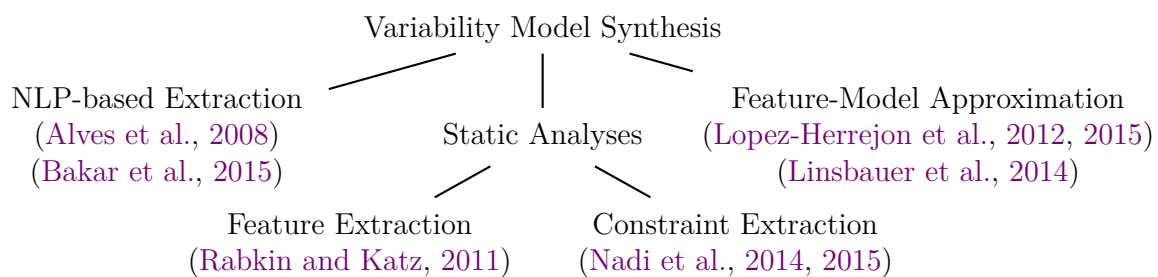 Variability Model Synthesis
NLP-based Extraction
(Alves et al., 2008)
(Bakar et al., 2015)
Static Analyses
Feature-Model Approximation
(Lopez-Herrejon et al., 2012, 2015)
(Linsbauer et al., 2014)
Feature Extraction
(Rabkin and Katz, 2011)
Constraint Extraction
(Nadi et al., 2014, 2015)